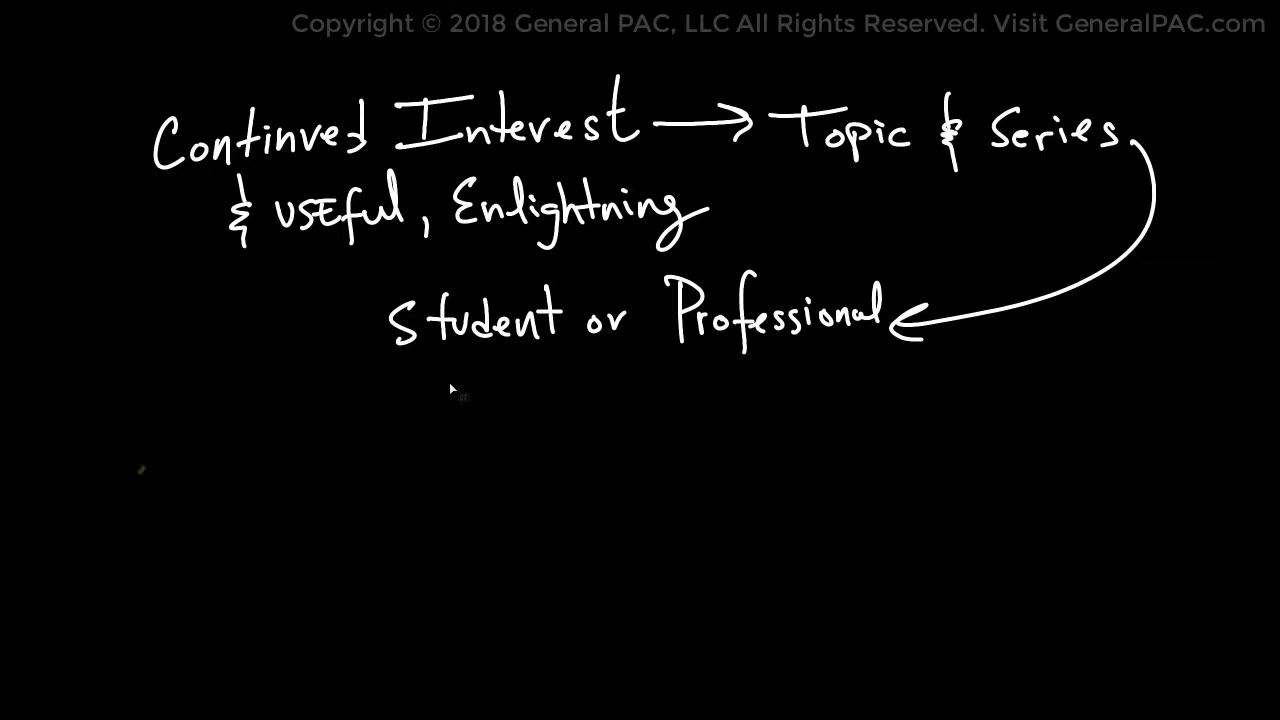 Copyright © 2018 General PAC, LLC All Rights Reserved. Visit GeneralPAC.com
Continued Interest → Topic & Series
& USEful, Enlightning
Student or Professional